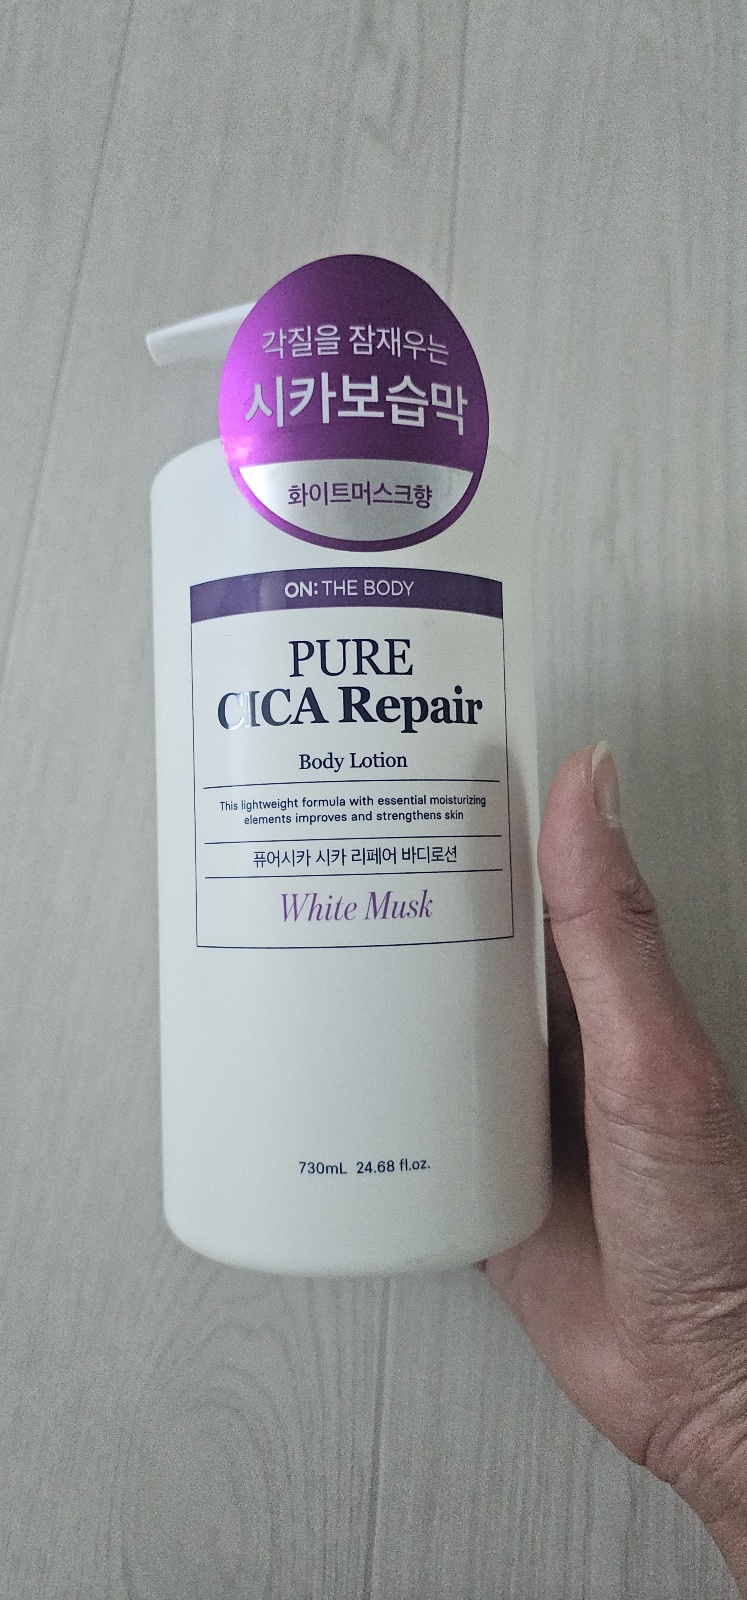 각질을 잠재우는
시카보습막
화이트머스크향
ON: THE BODY
PURE
CICA Repair
Body Lotion
This lightweight formula with essential moisturizing
elements improves and strengthens skin
퓨어시카 시카 리페어 바디로션
White Musk
730mL 24.68 fl.oz.